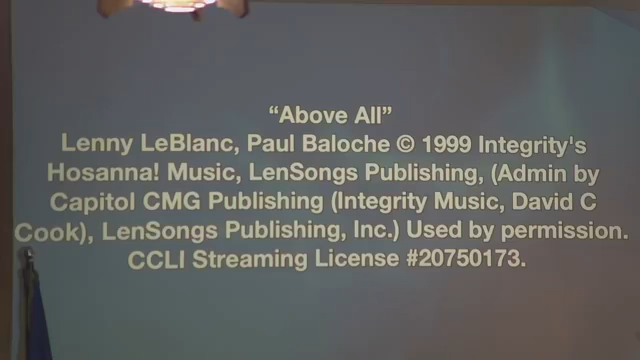 “Above All”
Lenny LeBlanc, Paul Baloche © 1999 Integrity's
Hosanna! Music, LenSongs Publishing, (Admin by
Capitol CMG Publishing (Integrity Music, David C
Cook), LenSongs Publishing, Inc.) Used by permission.
CCLI Streaming License #20750173.